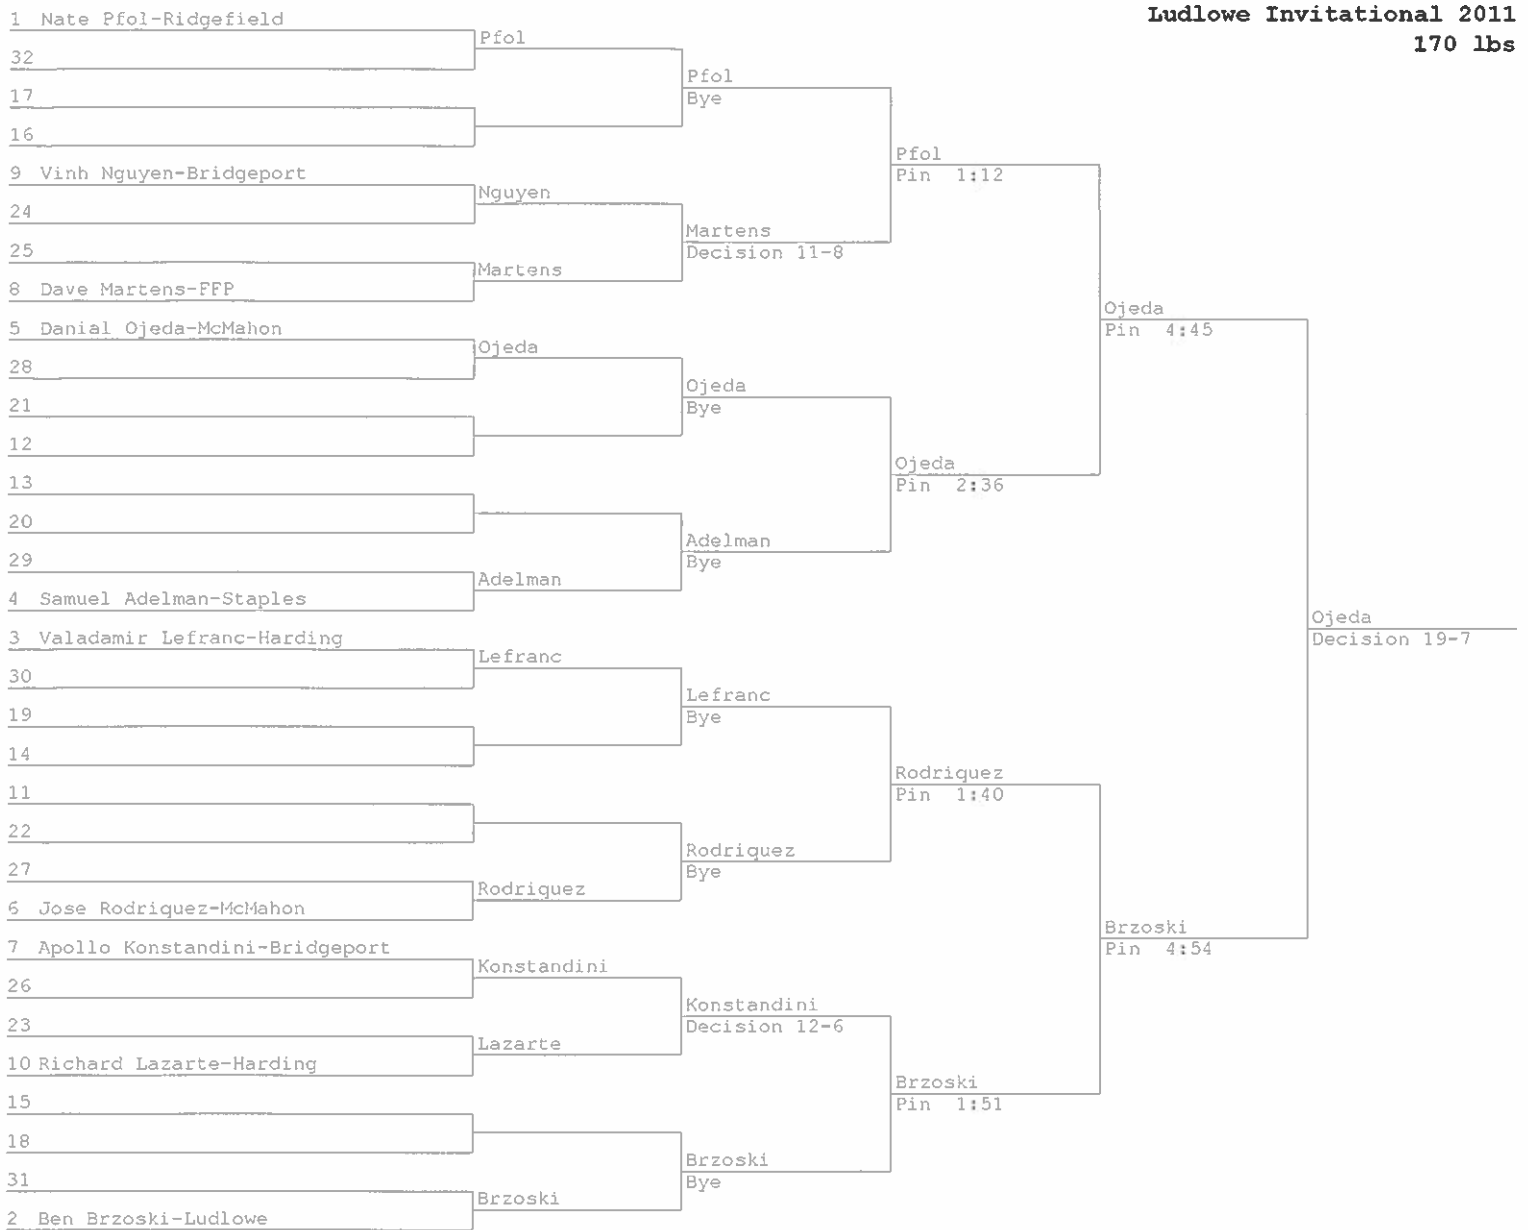 Ludlowe Invitational 2011
170 lbs
1 Nate Pfol-Ridgefield
Pfol
32
Pfol
Bye
17
16
Pfol
Pin 1:12
9 Vinh Nguyen-Bridgeport
Nguyen
24
Martens
Decision 11-8
25
Martens
8 Dave Martens-FFP
Ojeda
Pin 4:45
5 Danial Ojeda-McMahon
Ojeda
28
Ojeda
Bye
21
12
Ojeda
Pin 2:36
13
20
Adelman
Bye
29
Adelman
4 Samuel Adelman-Staples
Ojeda
Decision 19-7
3 Valadamir Lefranc-Harding
Lefranc
30
Lefranc
Bye
19
14
Rodriquez
Pin 1:40
11
22
Rodriquez
Bye
27
Rodriquez
6 Jose Rodriquez-McMahon
Brzoski
Pin 4:54
7 Apollo Konstandini-Bridgeport
Konstandini
26
Konstandini
Decision 12-6
23
Lazarte
10 Richard Lazarte-Harding
Brzoski
Pin 1:51
15
18
Brzoski
Bye
31
Brzoski
2 Ben Brzoski-Ludlowe